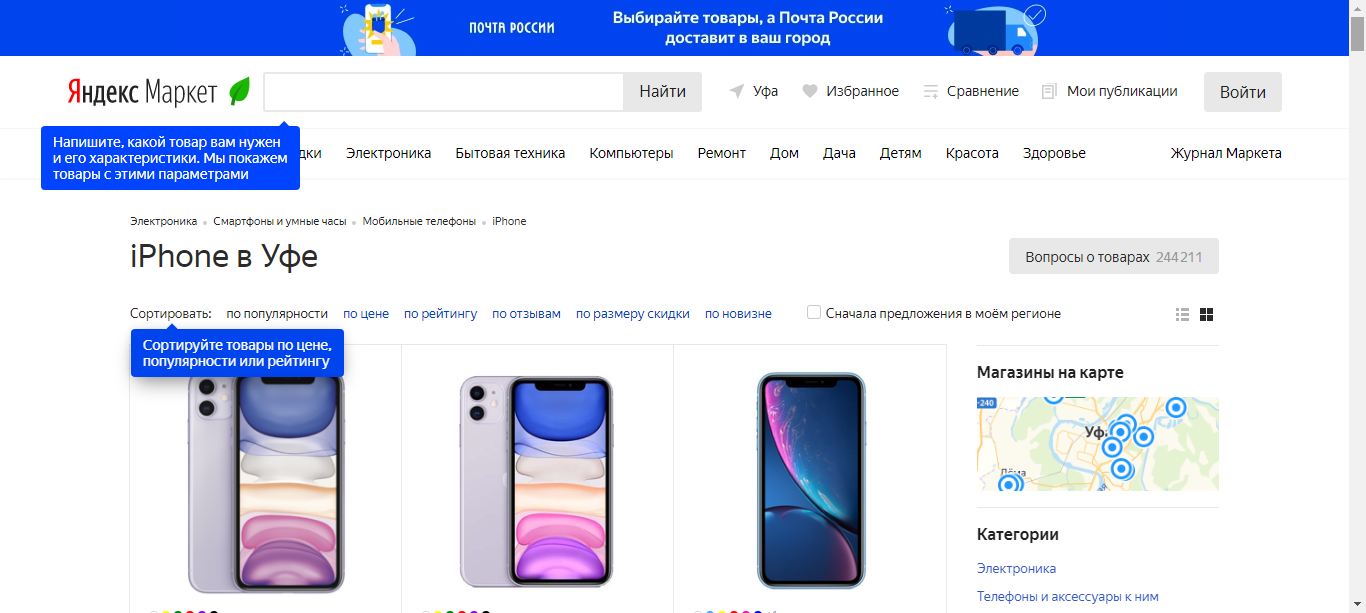 ПОЧТА РОССИИ
Выбирайте товары, а Почта России
доставит в ваш город
Яндекс Маркет
Найти
Уфа
Избранное
Сравнение
Мои публикации
Войти
Напишите, какой товар вам нужен
и его характеристики. Мы покажем
товары с этими параметрами
Электроника
Бытовая техника
Компьютеры
Ремонт
Дом
Дача
Детям
Красота
Здоровье
Журнал Маркета
Электроника
Смартфоны и умные часы
Мобильные телефоны
iPhone
iPhone в Уфе
Вопросы о товарах 244 211
Сортировать:
по популярности
по цене
по рейтингу
по отзывам
по размеру скидки
по новизне
Сначала предложения в моём регионе
Сортируйте товары по цене,
популярности или рейтингу
Магазины на карте
240
Уфа
Дёма
Категории
Электроника
Телефоны и аксессуары к ним